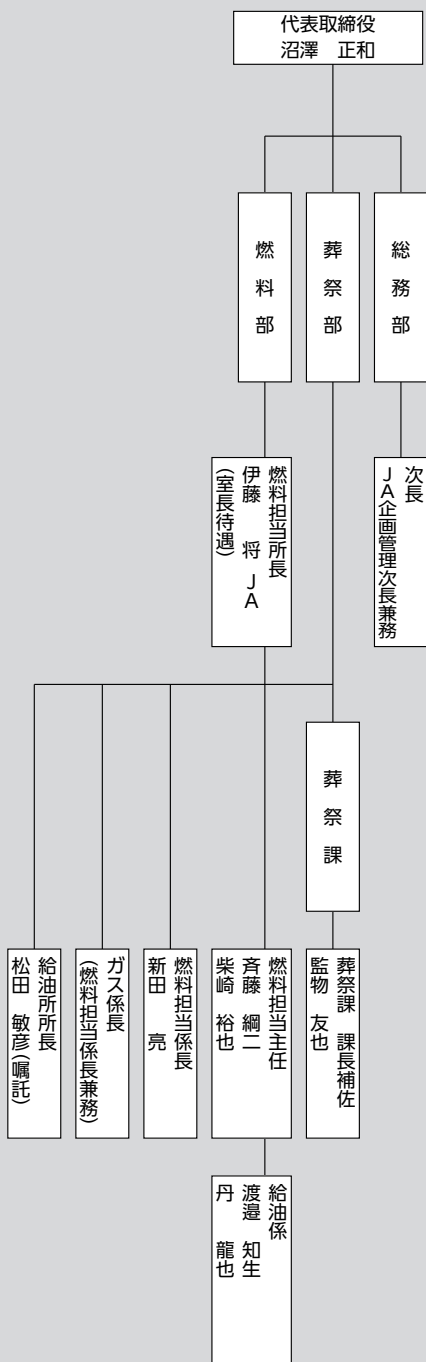 代表取締役
沼澤　正和
総務部
葬祭部
燃料部
次長
ＪＡ企画管理次長兼務
燃料担当所長
伊藤　将 ＪＡ
(室長待遇)
葬祭課
葬祭課　課長補佐
監物　友也
燃料担当主任
斉藤　綱二
柴崎　裕也
燃料担当係長
新田　亮
ガス係長
(燃料担当係長兼務)
給油所所長
松田　敏彦(嘱託)
給油係
渡邉　知生
丹　龍也